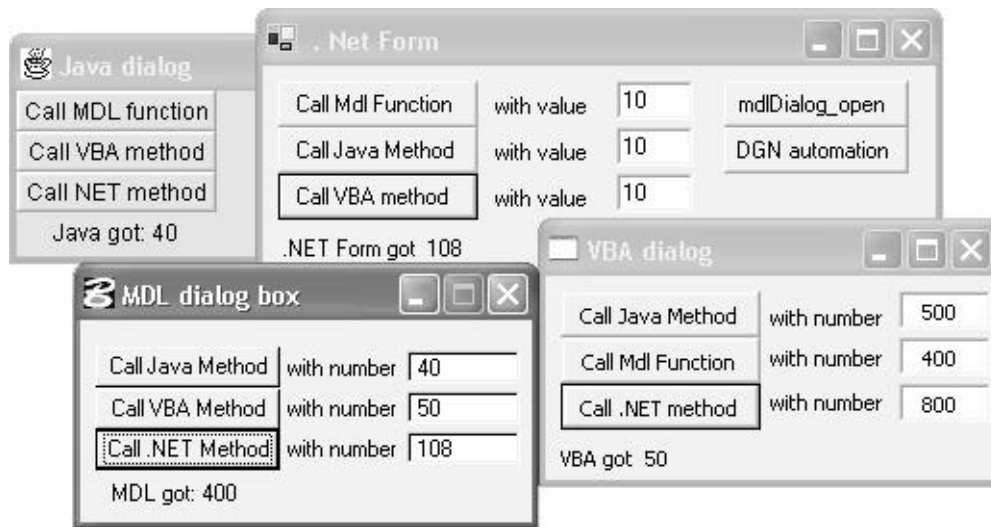 Java dialog
Call MDL function
Call VBA method
Call NET method
Java got: 40
. Net Form
Call Mdl Function with value 10 mdlDialog_open
Call Java Method with value 10 DGN automation
Call VBA method with value 10
.NET Form got 108
MDL dialog box
Call Java Method with number 40
Call VBA Method with number 50
Call .NET Method with number 108
MDL got: 400
VBA dialog
Call Java Method with number 500
Call Mdl Function with number 400
Call .NET method with number 800
VBA got 50